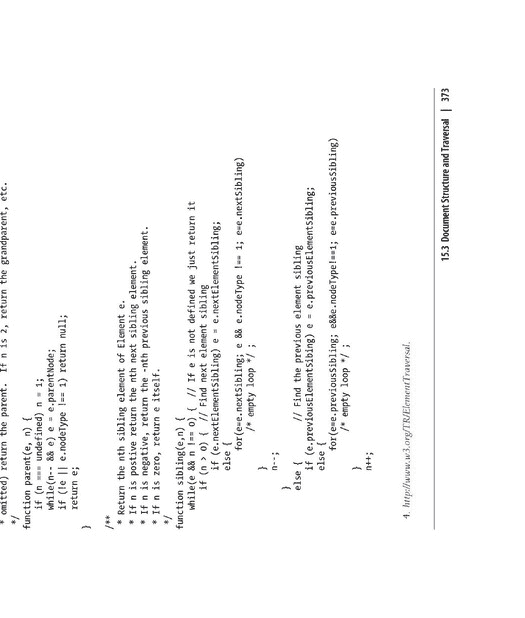 * omitted) return the parent.  If n is 2, return the grandparent, etc.
*/
function parent(e, n) {
if (n === undefined) n = 1;
while(n-- && e) e = e.parentNode;
if (!e || e.nodeType !== 1) return null;
return e;
}
/**
* Return the nth sibling element of Element e.
* If n is postive return the nth next sibling element.
* If n is negative, return the -nth previous sibling element.
* If n is zero, return e itself.
*/
function sibling(e,n) {
while(e && n !== 0) {  // If e is not defined we just return it
if (n > 0) {  // Find next element sibling
if (e.nextElementSibling) e = e.nextElementSibling;
else {
for(e=e.nextSibling; e && e.nodeType !== 1; e=e.nextSibling)
/* empty loop */ ;
}
n--;
}
else {        // Find the previous element sibling
if (e.previousElementSibing) e = e.previousElementSibling;
else {
for(e=e.previousSibling; e&&e.nodeType!==1; e=e.previousSibling)
/* empty loop */ ;
}
n++;
4. http://www.w3.org/TR/ElementTraversal.
15.3 Document Structure and Traversal | 373